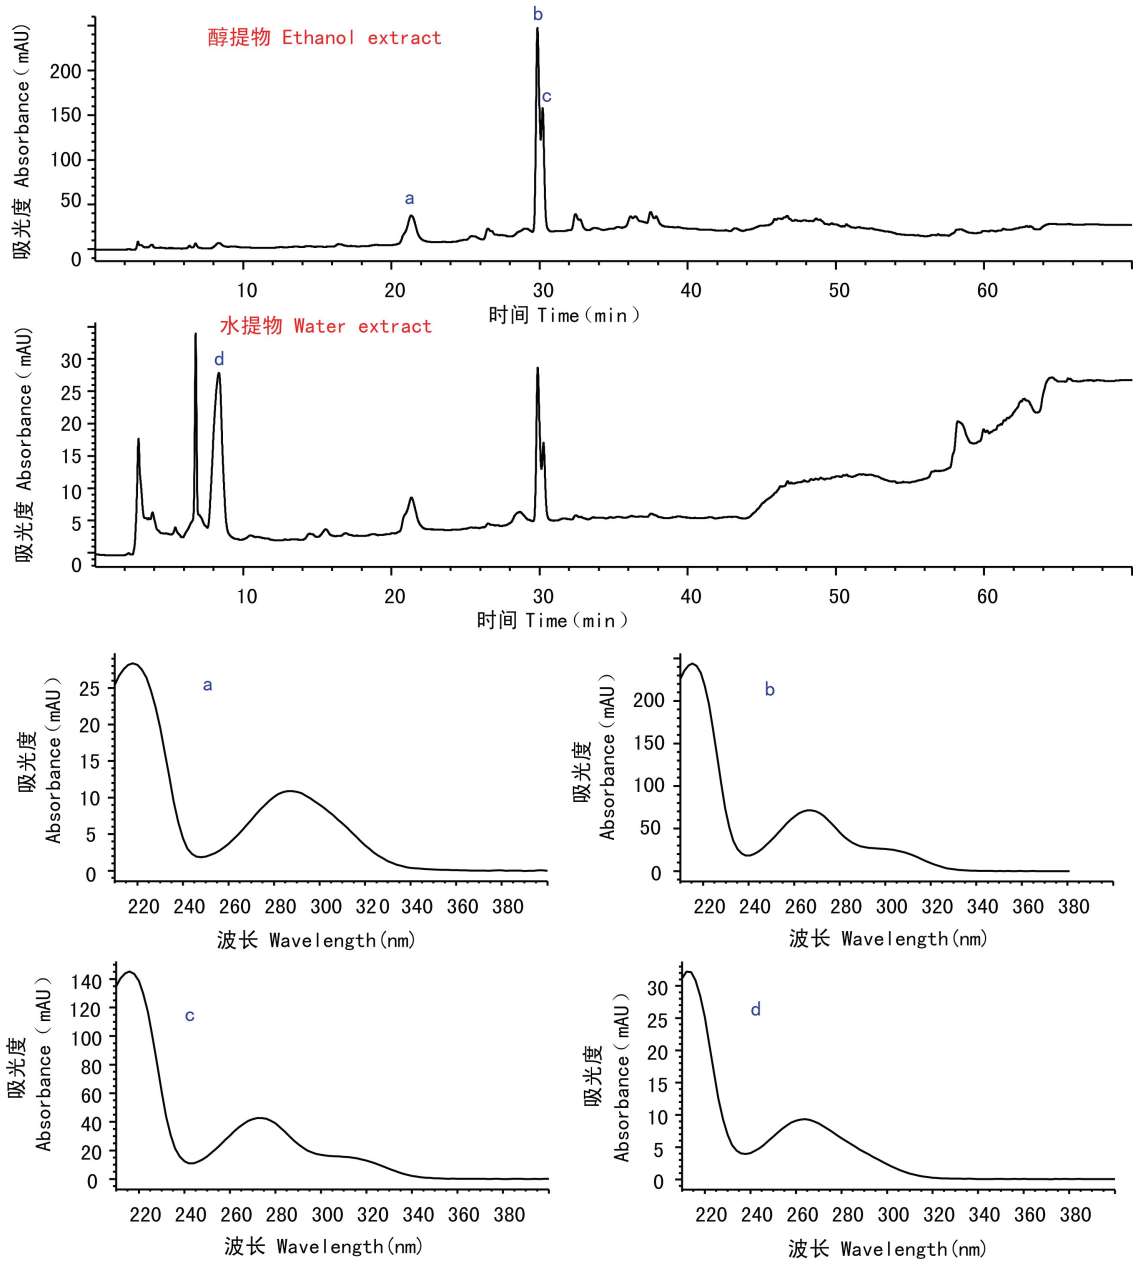 b
醇提物 Ethanol extract
c
a
吸光度 Absorbance(mAU)
200
150
100
50
0
10 20 30 40 50 60
时间 Time(min)
水提物 Water extract
d
吸光度 Absorbance(mAU)
30
25
20
15
10
5
0
10 20 30 40 50 60
时间 Time(min)
a
吸光度
Absorbance(mAU)
25
20
15
10
5
0
220 240 260 280 300 320 340 360 380
波长 Wavelength(nm)
b
吸光度
Absorbance(mAU)
200
150
100
50
0
220 240 260 280 300 320 340 360 380
波长 Wavelength(nm)
c
吸光度
Absorbance(mAU)
140
120
100
80
60
40
20
0
220 240 260 280 300 320 340 360 380
波长 Wavelength(nm)
d
吸光度
Absorbance(mAU)
30
25
20
15
10
5
0
220 240 260 280 300 320 340 360 380
波长 Wavelength(nm)